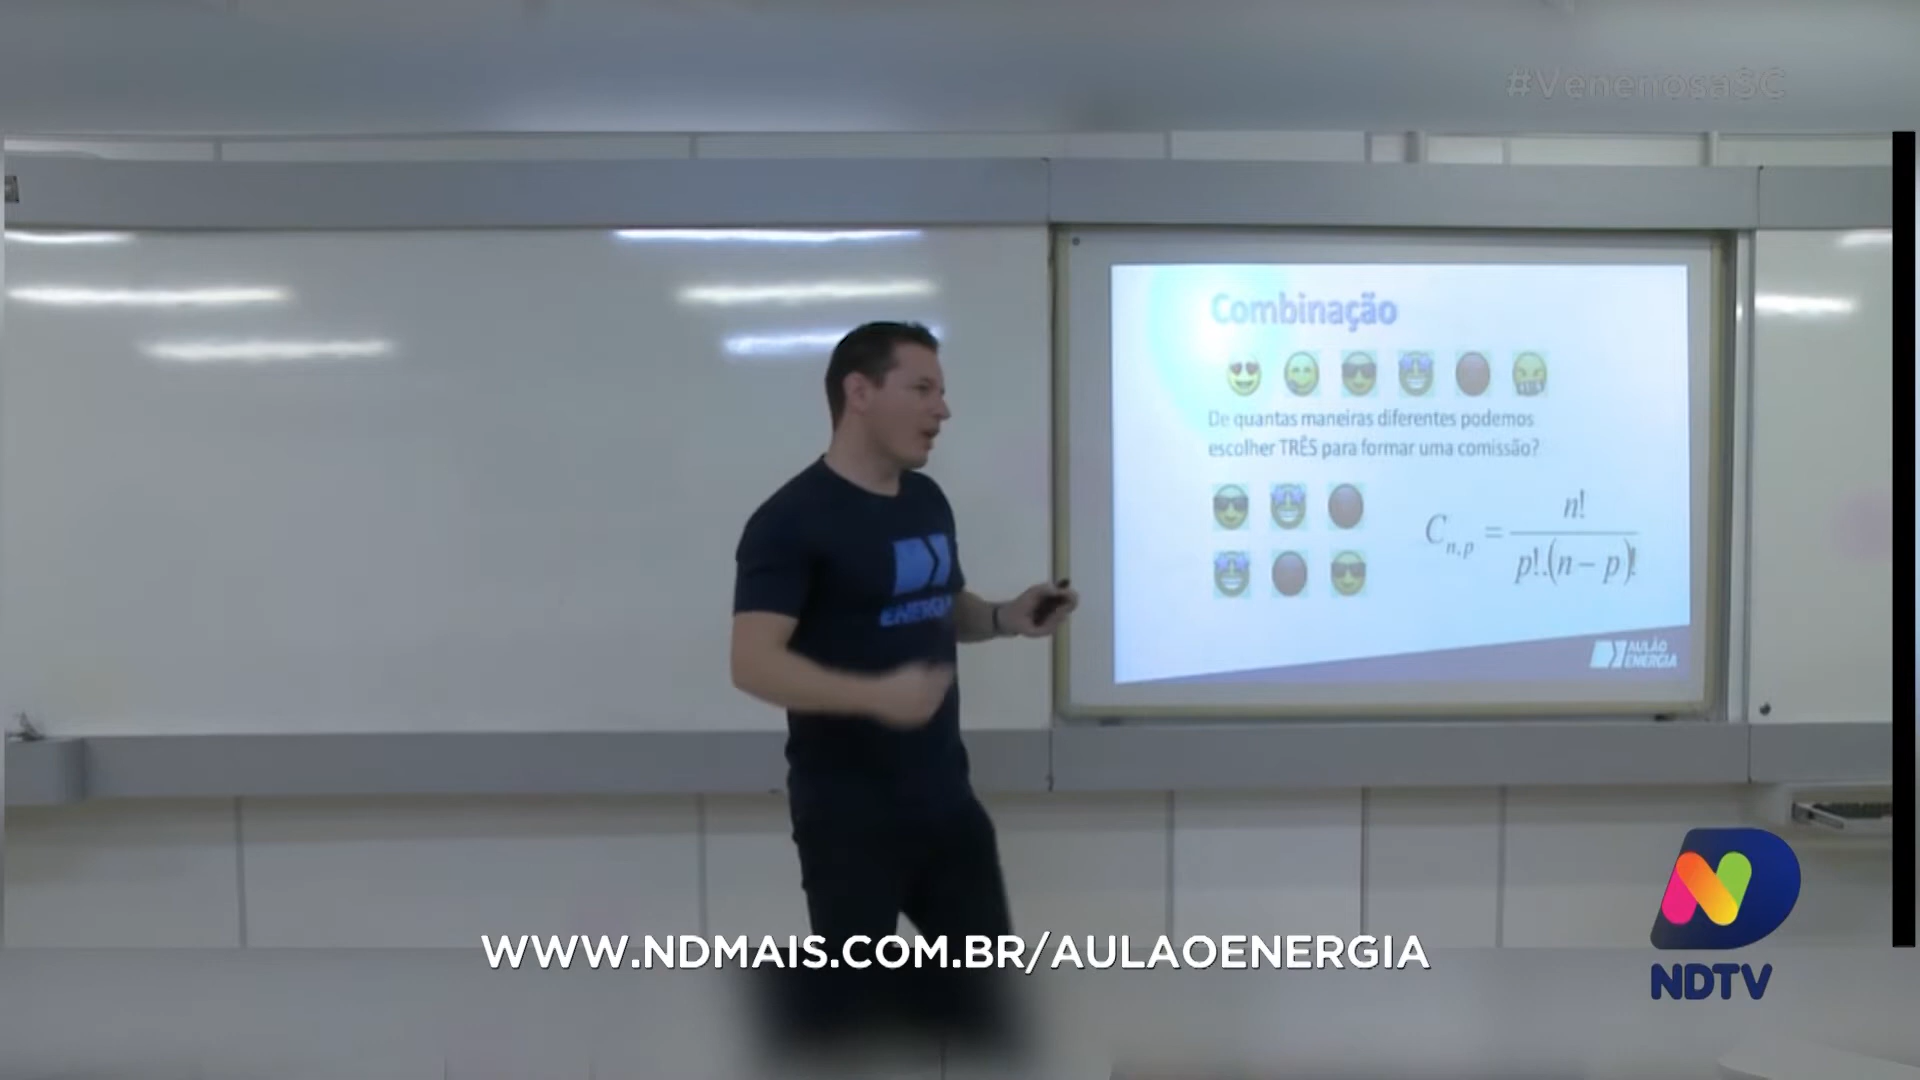 #VenenosaSC
Combinação
De quantas maneiras diferentes podemos
escolher TRÊS para formar uma comissão?
C n,p = n! / p!.(n – p)!
ENERGIA
AULÃO
ENERGIA
WWW.NDMAIS.COM.BR/AULAOENERGIA
NDTV